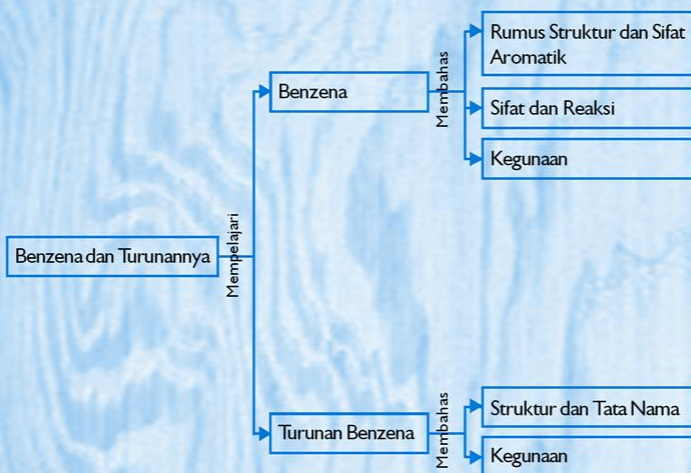 Benzena dan Turunannya
Mempelajari
Benzena
Membahas
Rumus Struktur dan Sifat
Aromatik
Sifat dan Reaksi
Kegunaan
Turunan Benzena
Membahas
Struktur dan Tata Nama
Kegunaan